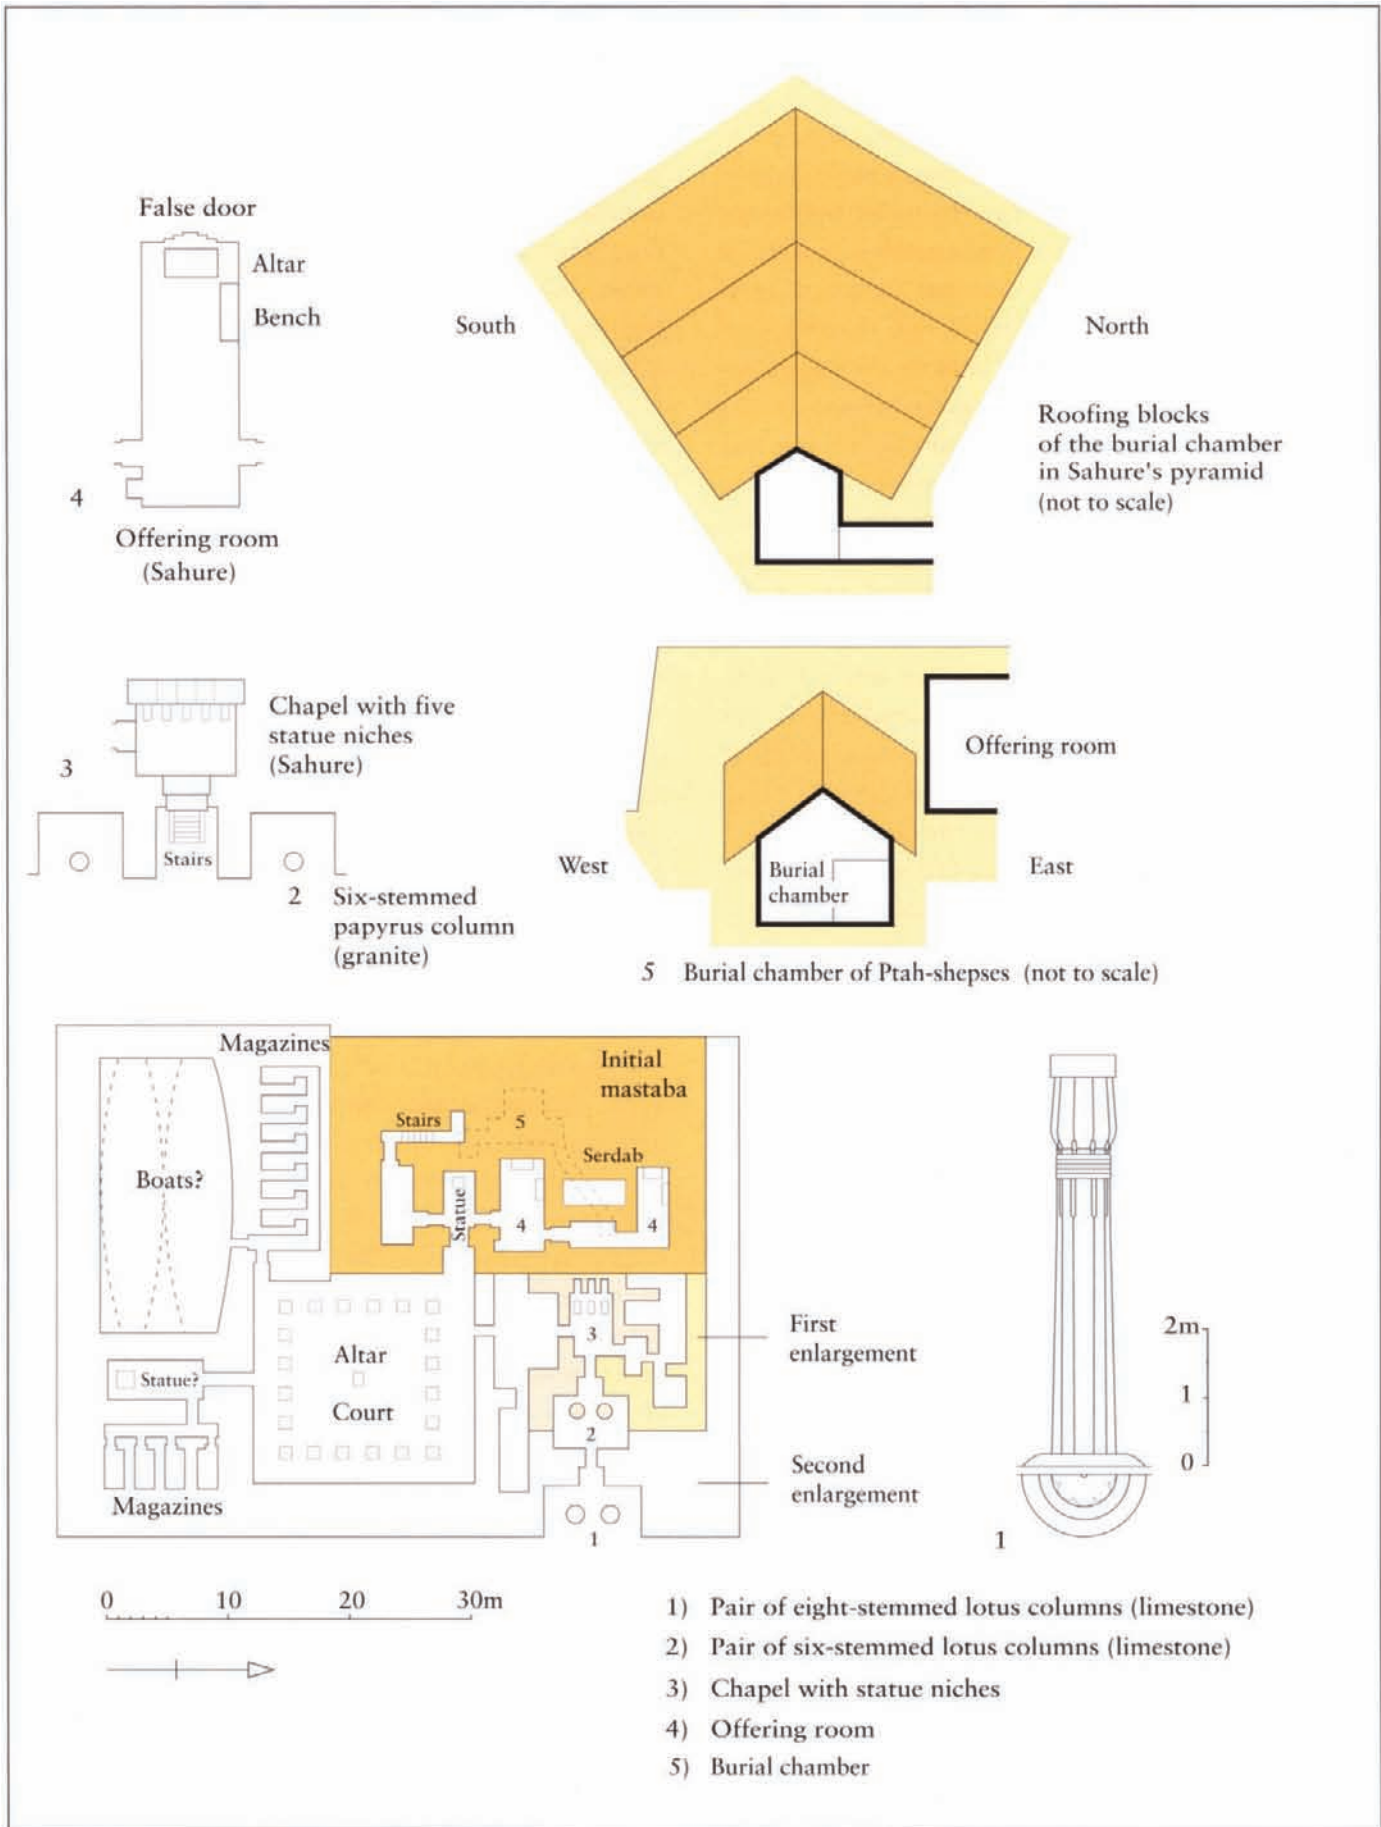 False door
Altar
Bench
4
Offering room
(Sahure)
South
North
Roofing blocks
of the burial chamber
in Sahure's pyramid
(not to scale)
Chapel with five
statue niches
(Sahure)
3
Stairs
2 Six-stemmed
papyrus column
(granite)
West
East
Offering room
Burial
chamber
5 Burial chamber of Ptah-shepses (not to scale)
Magazines
Initial
mastaba
Stairs
5
Serdab
Boats?
Statue
4
4
3
Altar
Court
Statue?
2
Magazines
1
First
enlargement
Second
enlargement
2m
1
0
1
0 10 20 30m
1) Pair of eight-stemmed lotus columns (limestone)
2) Pair of six-stemmed lotus columns (limestone)
3) Chapel with statue niches
4) Offering room
5) Burial chamber